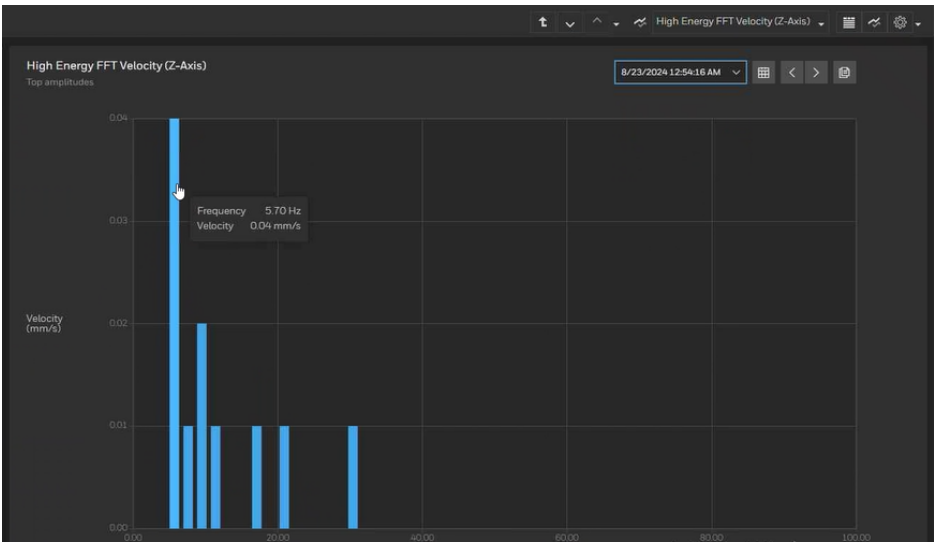 High Energy FFT Velocity (Z-Axis)
High Energy FFT Velocity (Z-Axis)
Top amplitudes
8/23/2024 12:54:16 AM
0.04
Frequency 5.70 Hz
Velocity 0.04 mm/s
0.03
Velocity
(mm/s)
0.02
0.01
0.00
0.00 20.00 40.00 60.00 80.00 100.00